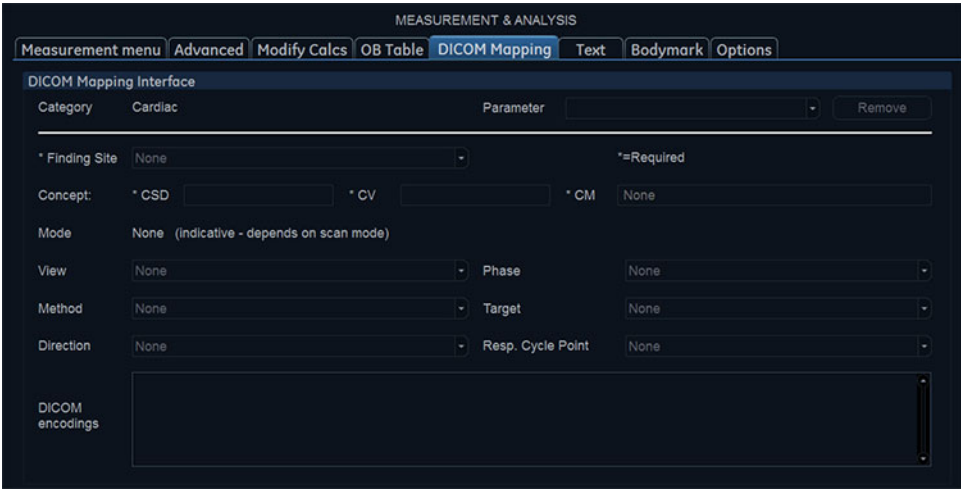 MEASUREMENT & ANALYSIS
Measurement menu Advanced Modify Calcs OB Table DICOM Mapping Text Bodymark Options
DICOM Mapping Interface
Category Cardiac Parameter Remove
* Finding Site None *=Required
Concept: * CSD * CV * CM None
Mode None (indicative - depends on scan mode)
View None Phase None
Method None Target None
Direction None Resp. Cycle Point None
DICOM
encodings